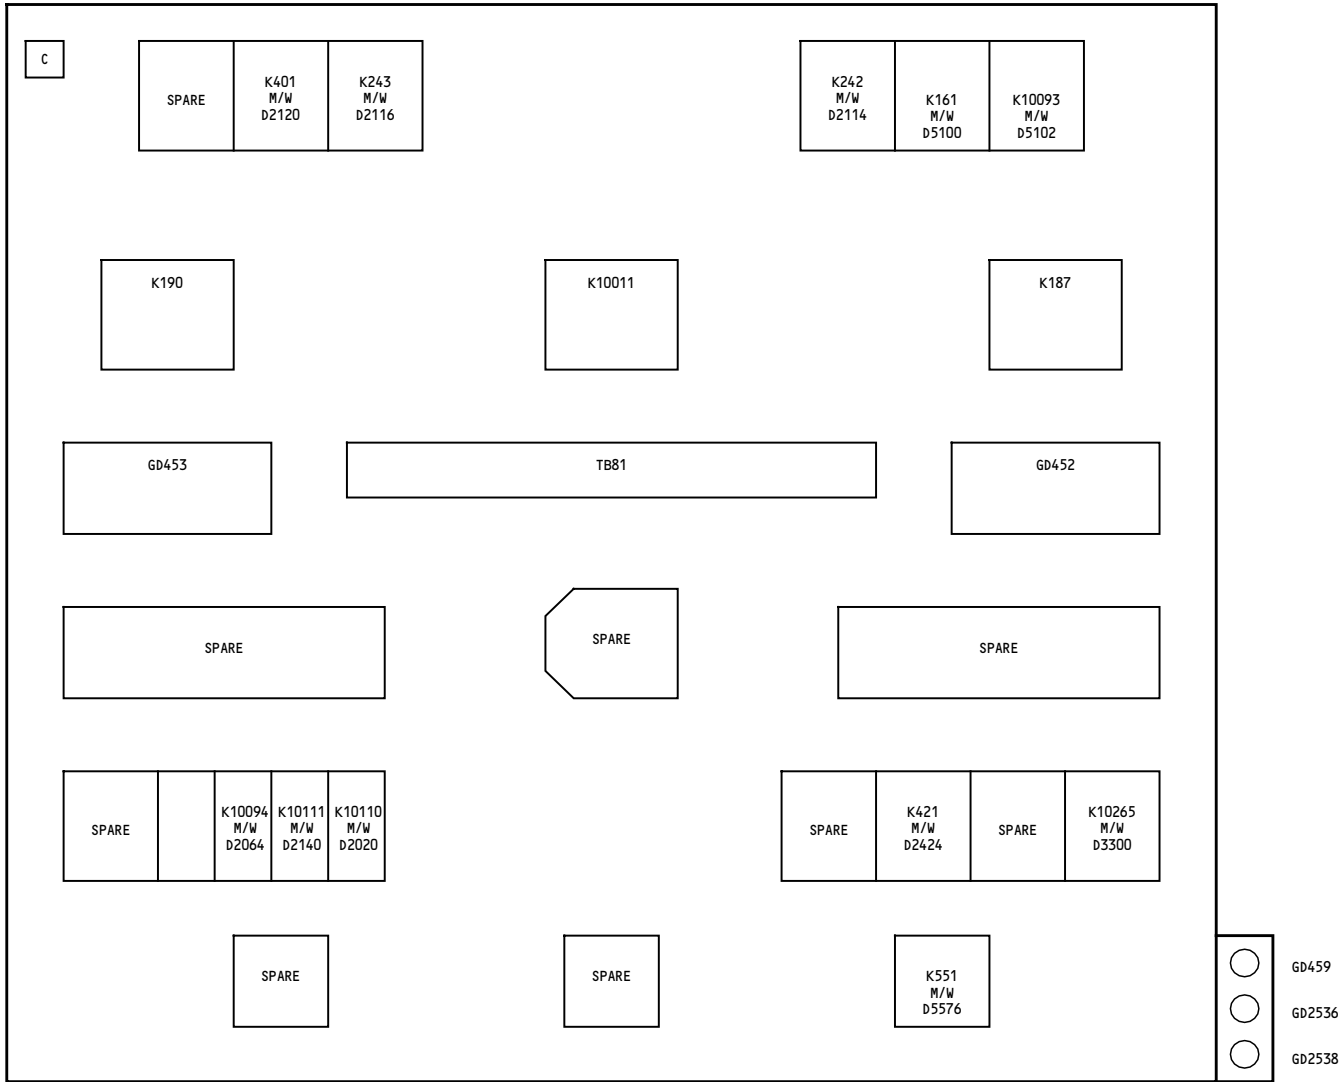 C
SPARE
K401
M/W
D2120
K243
M/W
D2116
K242
M/W
D2114
K161
M/W
D5100
K10093
M/W
D5102
K190
K10011
K187
GD453
TB81
GD452
SPARE
SPARE
SPARE
SPARE
K10094
M/W
D2064
K10111
M/W
D2140
K10110
M/W
D2020
SPARE
K421
M/W
D2424
SPARE
K10265
M/W
D3300
SPARE
SPARE
K551
M/W
D5576
GD459
GD2536
GD2538